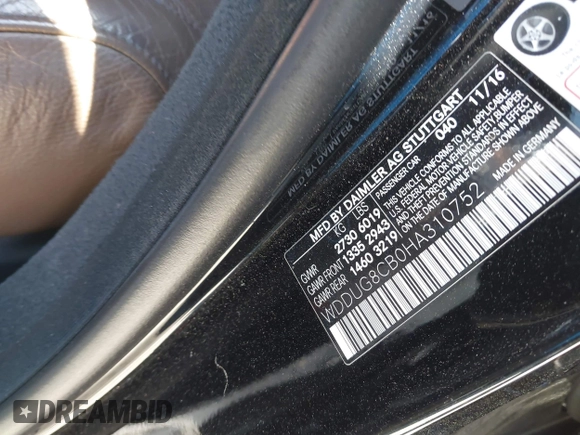 MFD BY DAIMLER AG STUTTGART
040 11/16
KG LBS
PASSENGER CAR
GVWR 2730 6019
GAWR FRONT 1335 2943
GAWR REAR 1460 3219
THIS VEHICLE CONFORMS TO ALL APPLICABLE
U.S. FEDERAL MOTOR VEHICLE SAFETY, BUMPER
AND THEFT PREVENTION STANDARDS IN EFFECT
ON THE DATE OF MANUFACTURE SHOWN ABOVE
WDDUG8CB0HA310752
MADE IN GERMANY
DREAMBID